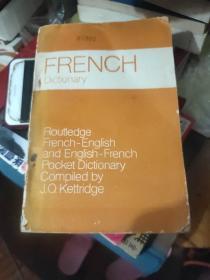 FRENCH
Dictionary
Routledge
French-English
and English-French
Pocket Dictionary
Compiled by
J.O. Kettridge